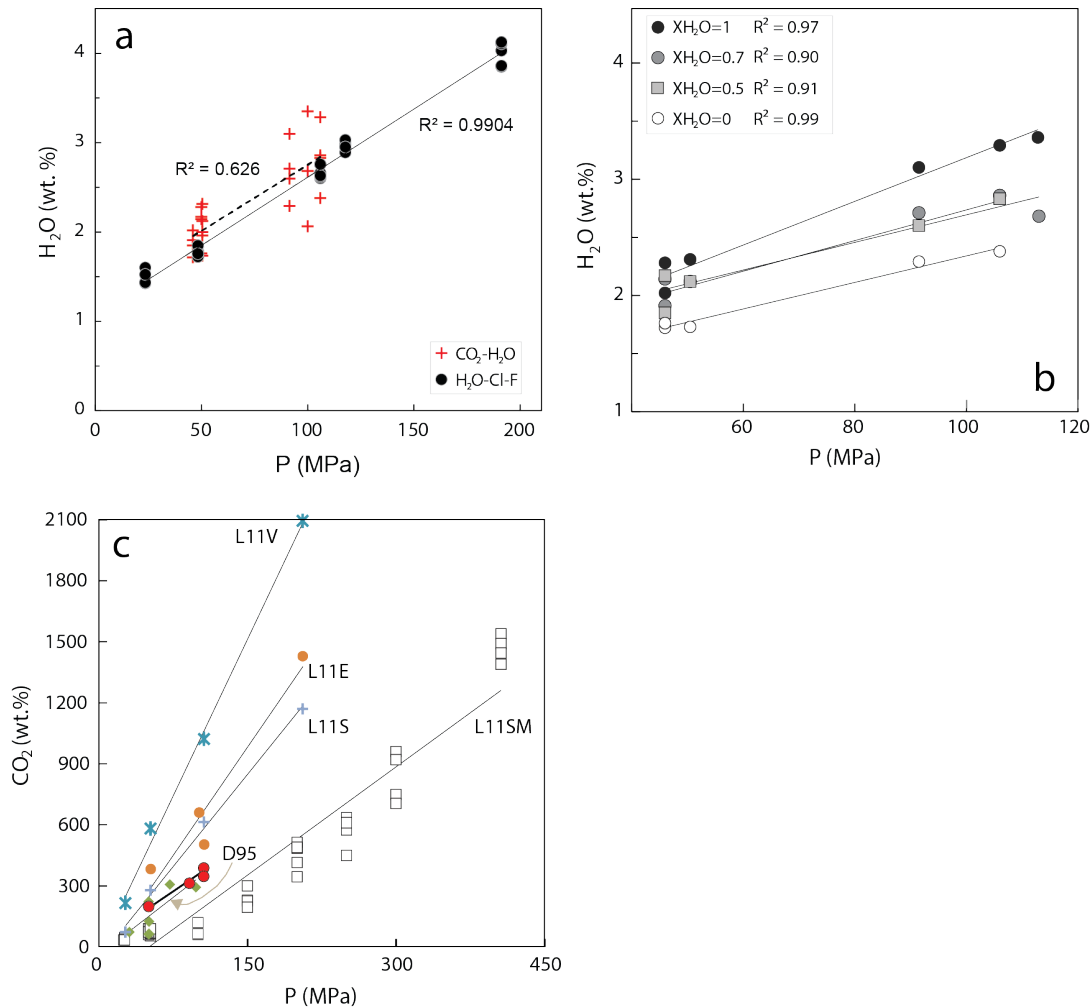 a
H₂O (wt. %)
4
3
2
1
0
R² = 0.626
R² = 0.9904
CO₂-H₂O
H₂O-Cl-F
0 50 100 150 200
P (MPa)
b
H₂O (wt.%)
4
3
2
1
XH₂O=1 R² = 0.97
XH₂O=0.7 R² = 0.90
XH₂O=0.5 R² = 0.91
XH₂O=0 R² = 0.99
60 80 100 120
P (MPa)
c
CO₂ (wt.%)
2100
1800
1500
1200
900
600
300
0
L11V
L11E
L11S
L11SM
D95
0 150 300 450
P (MPa)